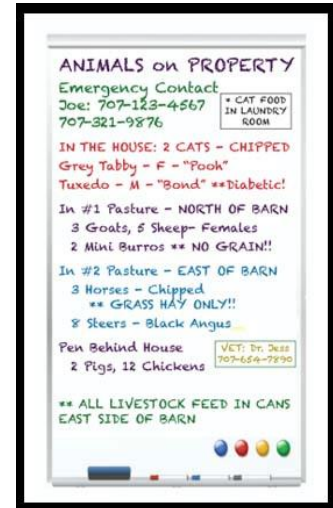 ANIMALS on PROPERTY
Emergency Contact
Joe: 707-123-4567
707-321-9876
* CAT FOOD
IN LAUNDRY
ROOM
IN THE HOUSE: 2 CATS - CHIPPED
Grey Tabby - F - "Pooh"
Tuxedo - M - "Bond" **Diabetic!
In #1 Pasture - NORTH OF BARN
3 Goats, 5 Sheep- Females
2 Mini Burros ** NO GRAIN!!
In #2 Pasture - EAST OF BARN
3 Horses - Chipped
** GRASS HAY ONLY!!
8 Steers - Black Angus
Pen Behind House
2 Pigs, 12 Chickens
VET: Dr. Jess
707-654-7890
** ALL LIVESTOCK FEED IN CANS
EAST SIDE OF BARN